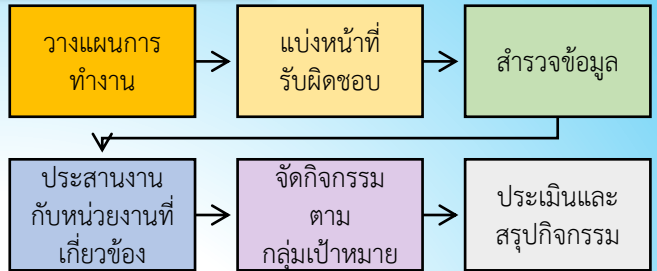 วางแผนการ
ทำงาน
แบ่งหน้าที่
รับผิดชอบ
สำรวจข้อมูล
ประสานงาน
กับหน่วยงานที่
เกี่ยวข้อง
จัดกิจกรรม
ตาม
กลุ่มเป้าหมาย
ประเมินและ
สรุปกิจกรรม